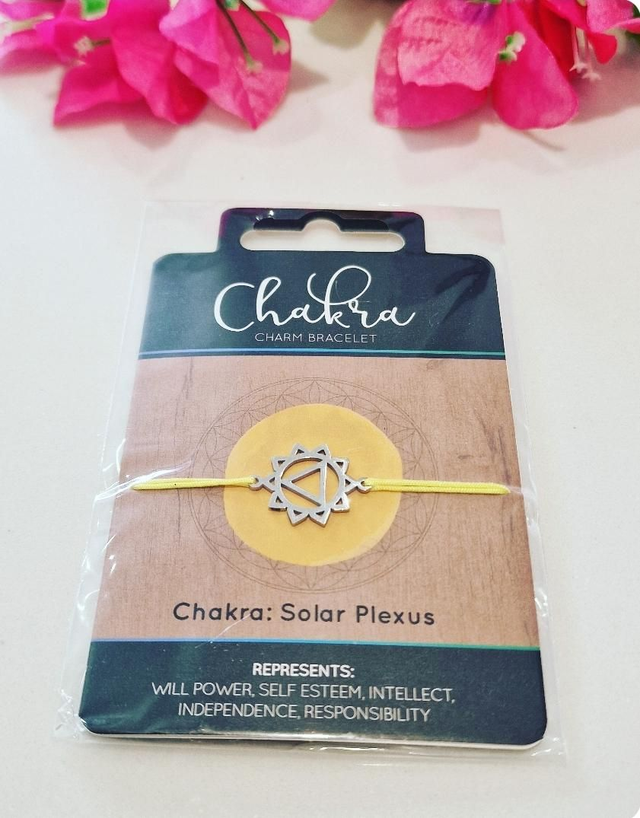 Chakra
CHARM BRACELET
Chakra: Solar Plexus
REPRESENTS:
WILL POWER, SELF ESTEEM, INTELLECT,
INDEPENDENCE, RESPONSIBILITY